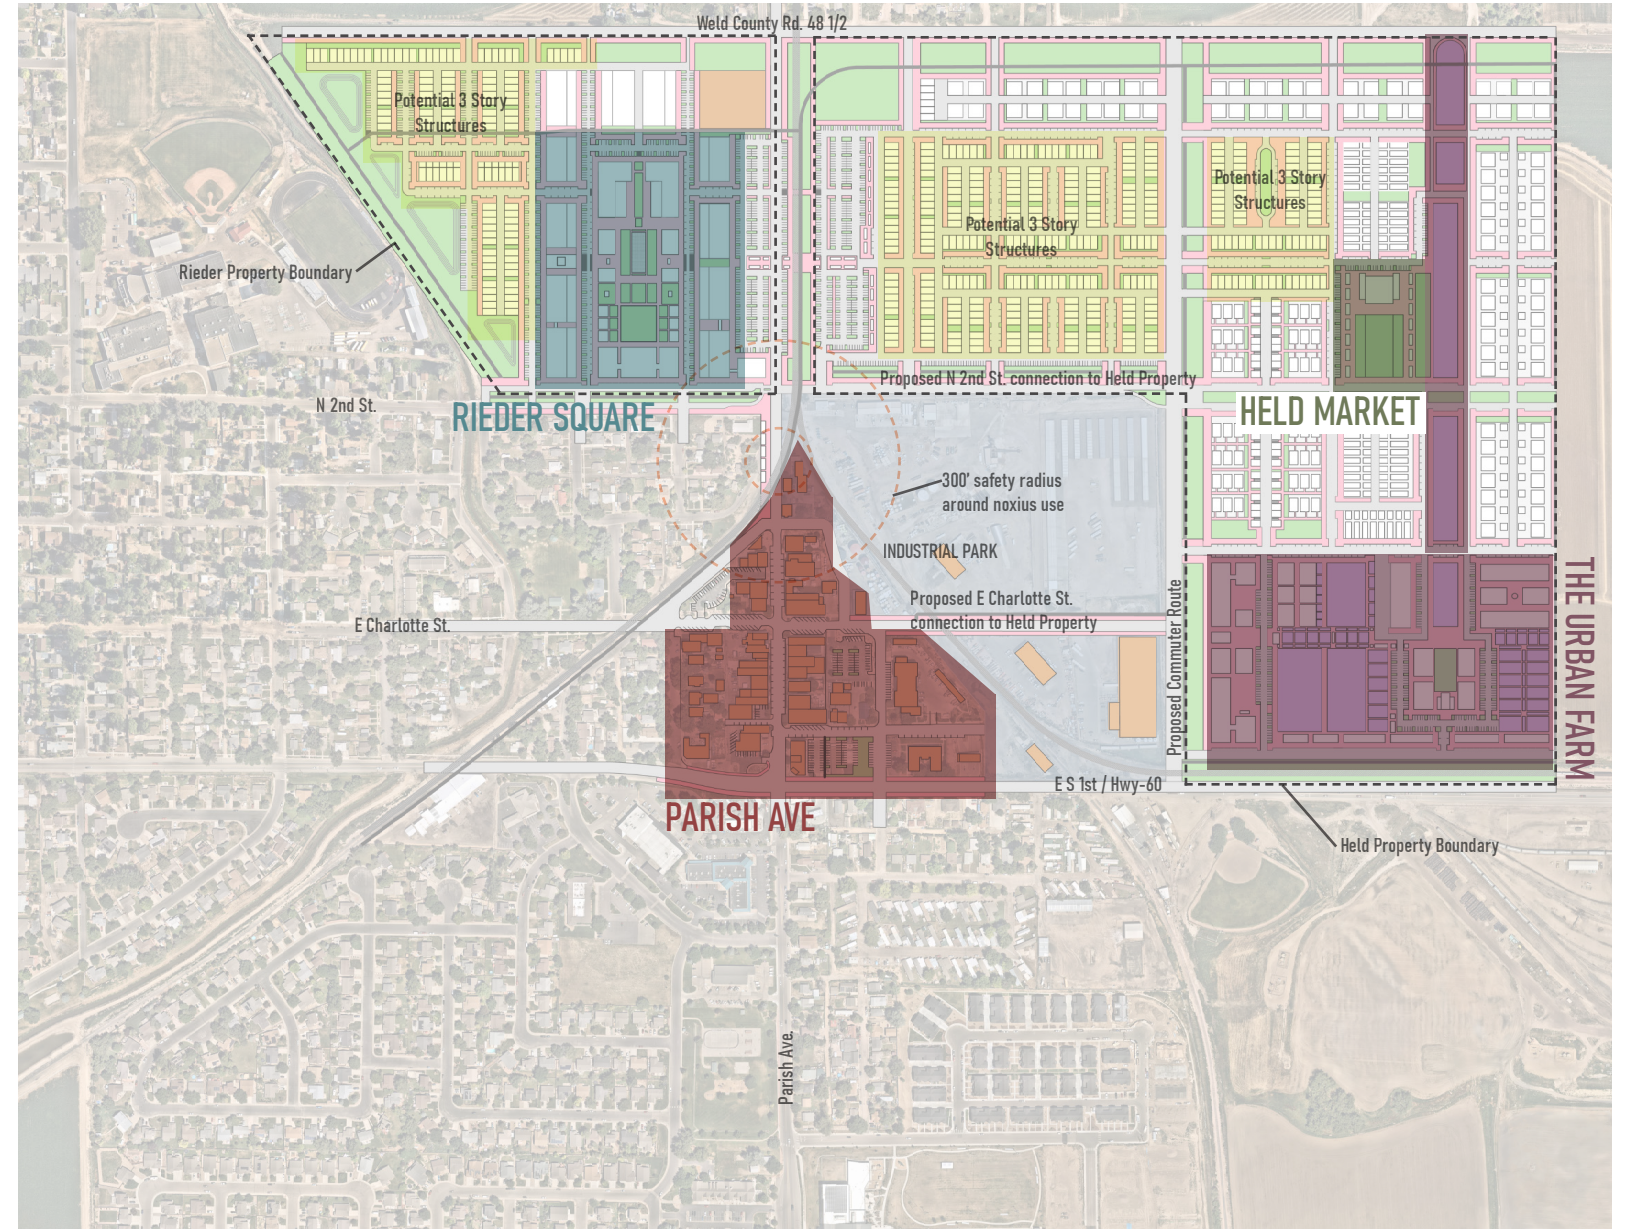 Weld County Rd. 48 1/2
Potential 3 Story
Structures
Potential 3 Story
Structures
Potential 3 Story
Structures
Rieder Property Boundary
Proposed N 2nd St. connection to Held Property
N 2nd St.
RIEDER SQUARE
HELD MARKET
300' safety radius
around noxius use
INDUSTRIAL PARK
Proposed E Charlotte St.
connection to Held Property
E Charlotte St.
Proposed Commuter Route
THE URBAN FARM
E S 1st / Hwy-60
PARISH AVE
Held Property Boundary
Parish Ave.